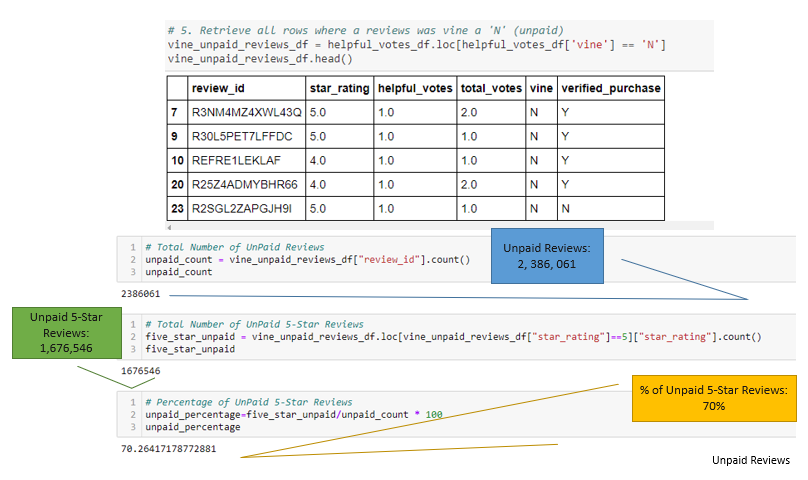 # 5. Retrieve all rows where a reviews was vine a 'N' (unpaid)
vine_unpaid_reviews_df = helpful_votes_df.loc[helpful_votes_df['vine'] == 'N']
vine_unpaid_reviews_df.head()
review_id star_rating helpful_votes total_votes vine verified_purchase
7 R3NM4MZ4XWL43Q 5.0 1.0 2.0 N Y
9 R30L5PET7LFFDC 5.0 1.0 1.0 N Y
10 REFRE1LEKLAF 4.0 1.0 1.0 N Y
20 R25Z4ADMYBHR66 4.0 1.0 2.0 N Y
23 R2SGL2ZAPGJH9I 5.0 1.0 1.0 N N
1 # Total Number of UnPaid Reviews
2 unpaid_count = vine_unpaid_reviews_df["review_id"].count()
3 unpaid_count
Unpaid Reviews:
2, 386, 061
2386061
Unpaid 5-Star
Reviews:
1,676,546
1 # Total Number of UnPaid 5-Star Reviews
2 five_star_unpaid = vine_unpaid_reviews_df.loc[vine_unpaid_reviews_df["star_rating"]==5]["star_rating"].count()
3 five_star_unpaid
1676546
1 # Percentage of UnPaid 5-Star Reviews
2 unpaid_percentage=five_star_unpaid/unpaid_count * 100
3 unpaid_percentage
% of Unpaid 5-Star Reviews:
70%
70.26417178772881
Unpaid Reviews